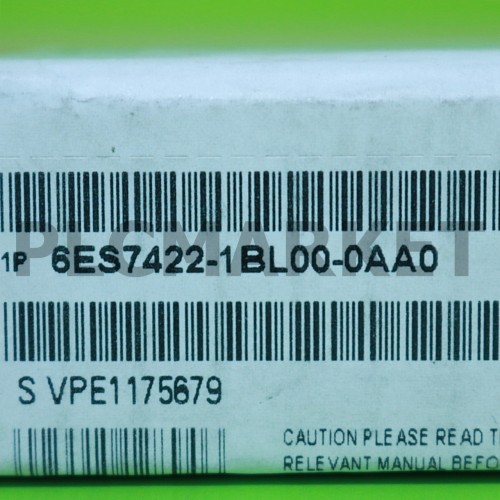 PLCMARKET
1P 6ES7422-1BL00-0AA0
S VPE1175679
CAUTION PLEASE READ T
RELEVANT MANUAL BEFO